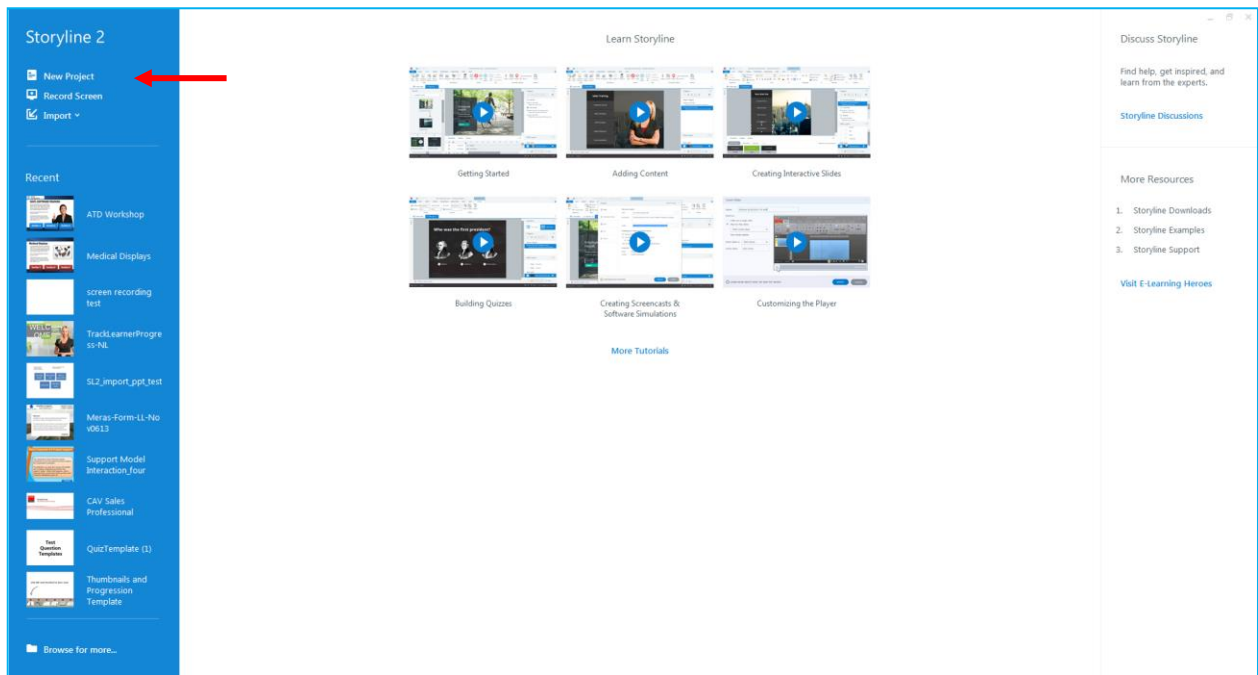 Storyline 2
New Project
Record Screen
Import
Recent
ATD Workshop
Medical Displays
screen recording
test
TrackLearnerProgre
ss-NL
SL2_import_ppt_test
Meras-Form-LL-No
v0613
Support Model
Interaction_four
CAV Sales
Professional
Test
Question
Templates
QuizTemplate (1)
Thumbnails and
Progression
Template
Browse for more...
Learn Storyline
Getting Started
Adding Content
Creating Interactive Slides
Who was the first president?
Building Quizzes
Creating Screencasts &
Software Simulations
Customizing the Player
More Tutorials
Discuss Storyline
Find help, get inspired, and
learn from the experts.
Storyline Discussions
More Resources
1. Storyline Downloads
2. Storyline Examples
3. Storyline Support
Visit E-Learning Heroes